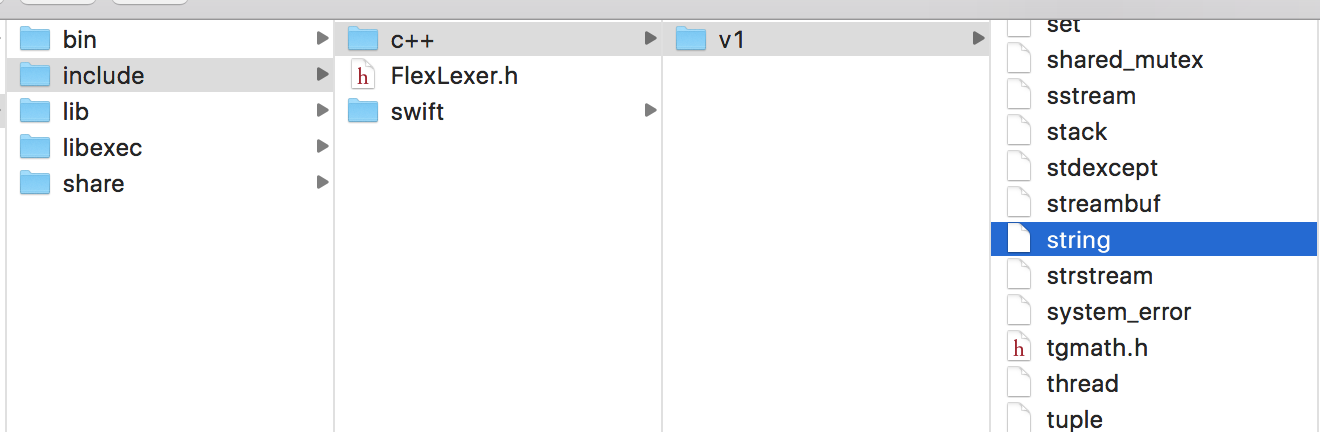 bin
include
lib
libexec
share
c++
FlexLexer.h
swift
v1
set
shared_mutex
sstream
stack
stdexcept
streambuf
string
strstream
system_error
tgmath.h
thread
tuple